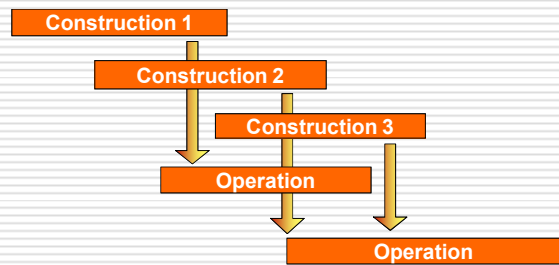 Construction 1
Construction 2
Construction 3
Operation
Operation